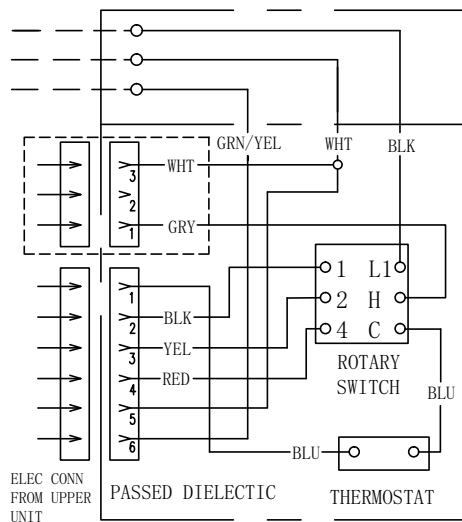 GRN/YEL WHT BLK
3 WHT
2
1 GRY
1 L1
2 H
4 C
ROTARY
SWITCH
1
2 BLK
3 YEL
4 RED
5
6
BLU
BLU
ELEC CONN
FROM UPPER
UNIT
PASSED DIELECTIC
THERMOSTAT